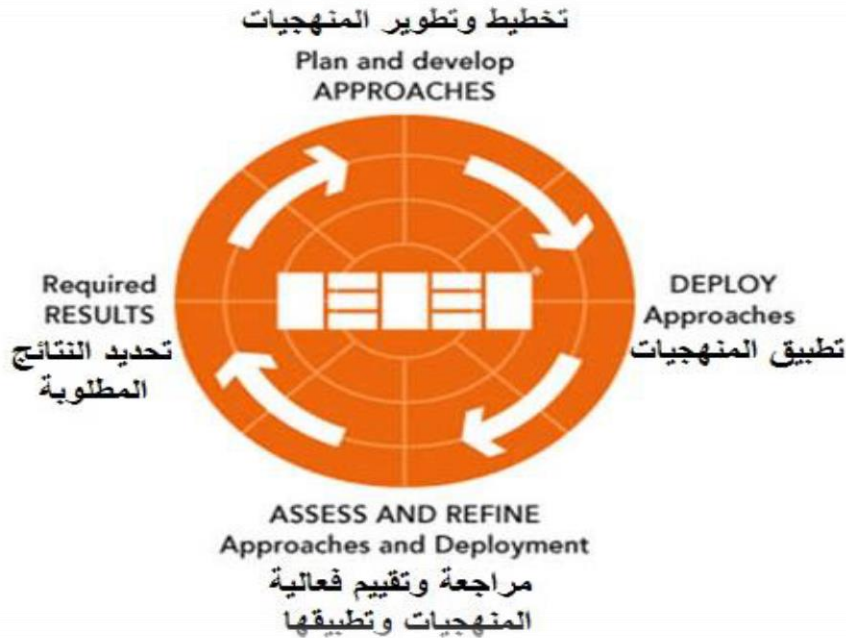 تخطيط وتطوير المنهجيات
Plan and develop
APPROACHES
Required
RESULTS
تحديد النتائج
المطلوبة
DEPLOY
Approaches
تطبيق المنهجيات
ASSESS AND REFINE
Approaches and Deployment
مراجعة وتقييم فعالية
المنهجيات وتطبيقها